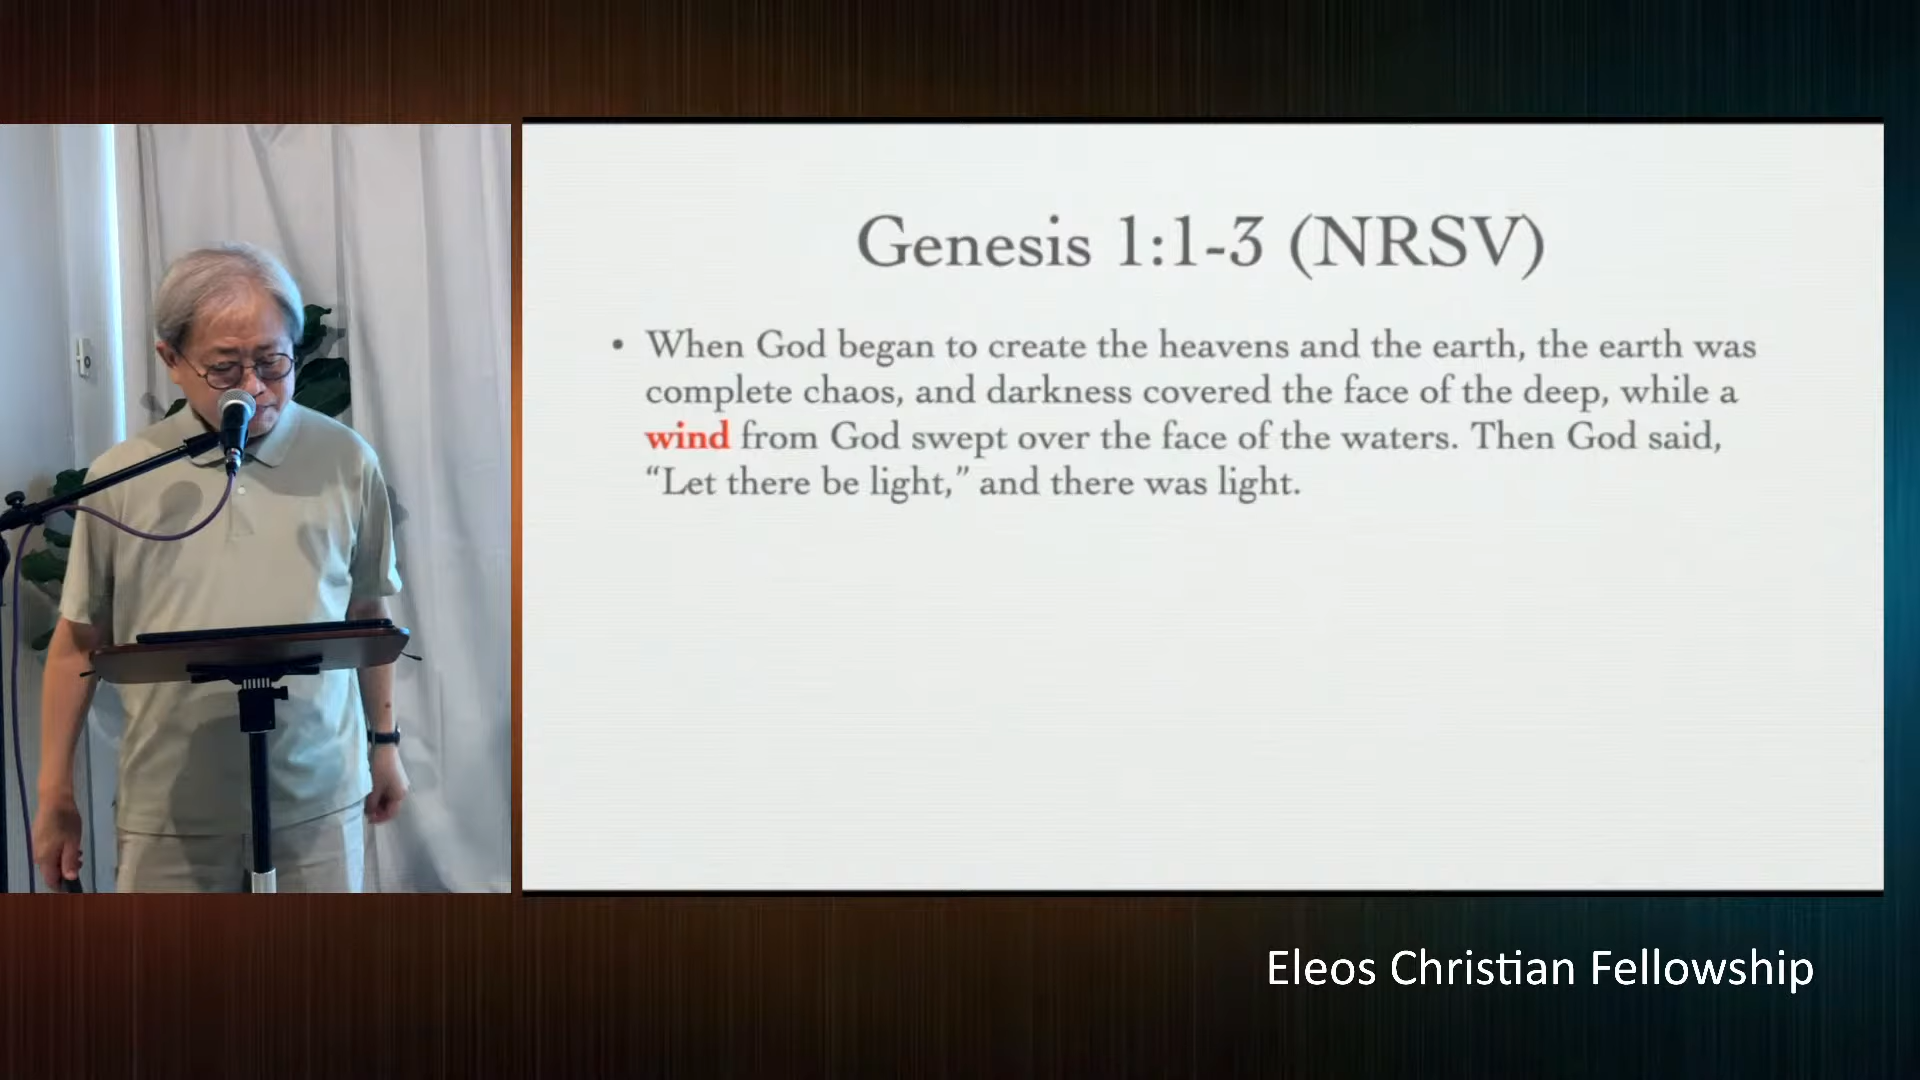 Genesis 1:1-3 (NRSV)
• When God began to create the heavens and the earth, the earth was
complete chaos, and darkness covered the face of the deep, while a
wind from God swept over the face of the waters. Then God said,
“Let there be light,” and there was light.
Eleos Christian Fellowship